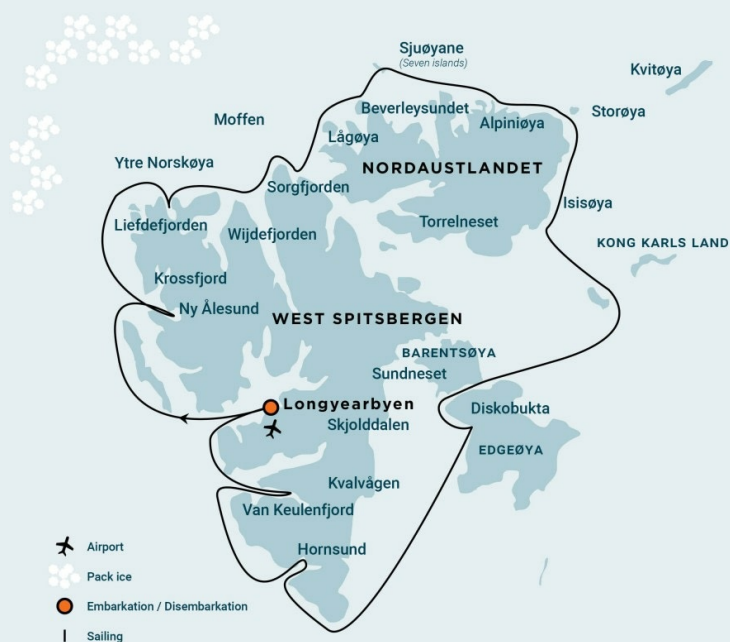 Sjuøyane
(Seven islands)
Kvitøya
Beverleysundet
Storøya
Moffen
Alpiniøya
Lågøya
Ytre Norskøya
NORDAUSTLANDET
Sorgfjorden
Isisøya
Liefdefjorden
Torrelneset
Wijdefjorden
KONG KARLS LAND
Krossfjord
Ny Ålesund
WEST SPITSBERGEN
BARENTSØYA
Sundneset
Longyearbyen
Diskobukta
Skjolddalen
EDGEØYA
Kvalvågen
Van Keulenfjord
Hornsund
Airport
Pack ice
Embarkation / Disembarkation
Sailing